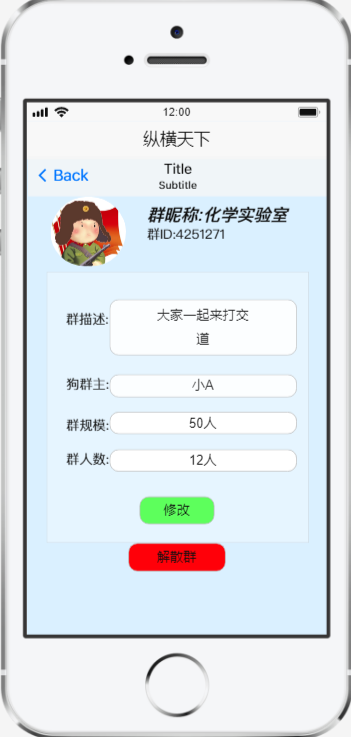 12:00
纵横天下
Back
Title
Subtitle
群昵称:化学实验室
群ID:4251271
群描述:
大家一起来打交
道
狗群主:
小A
群规模:
50人
群人数:
12人
修改
解散群